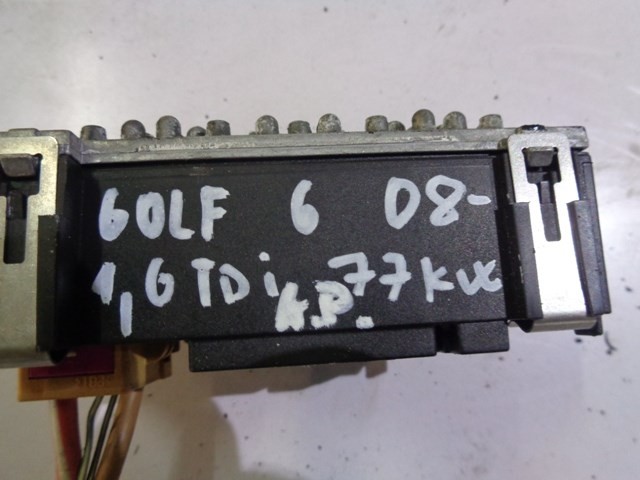 GOLF 6 08-
1,6 TDi 77kw
A.P.